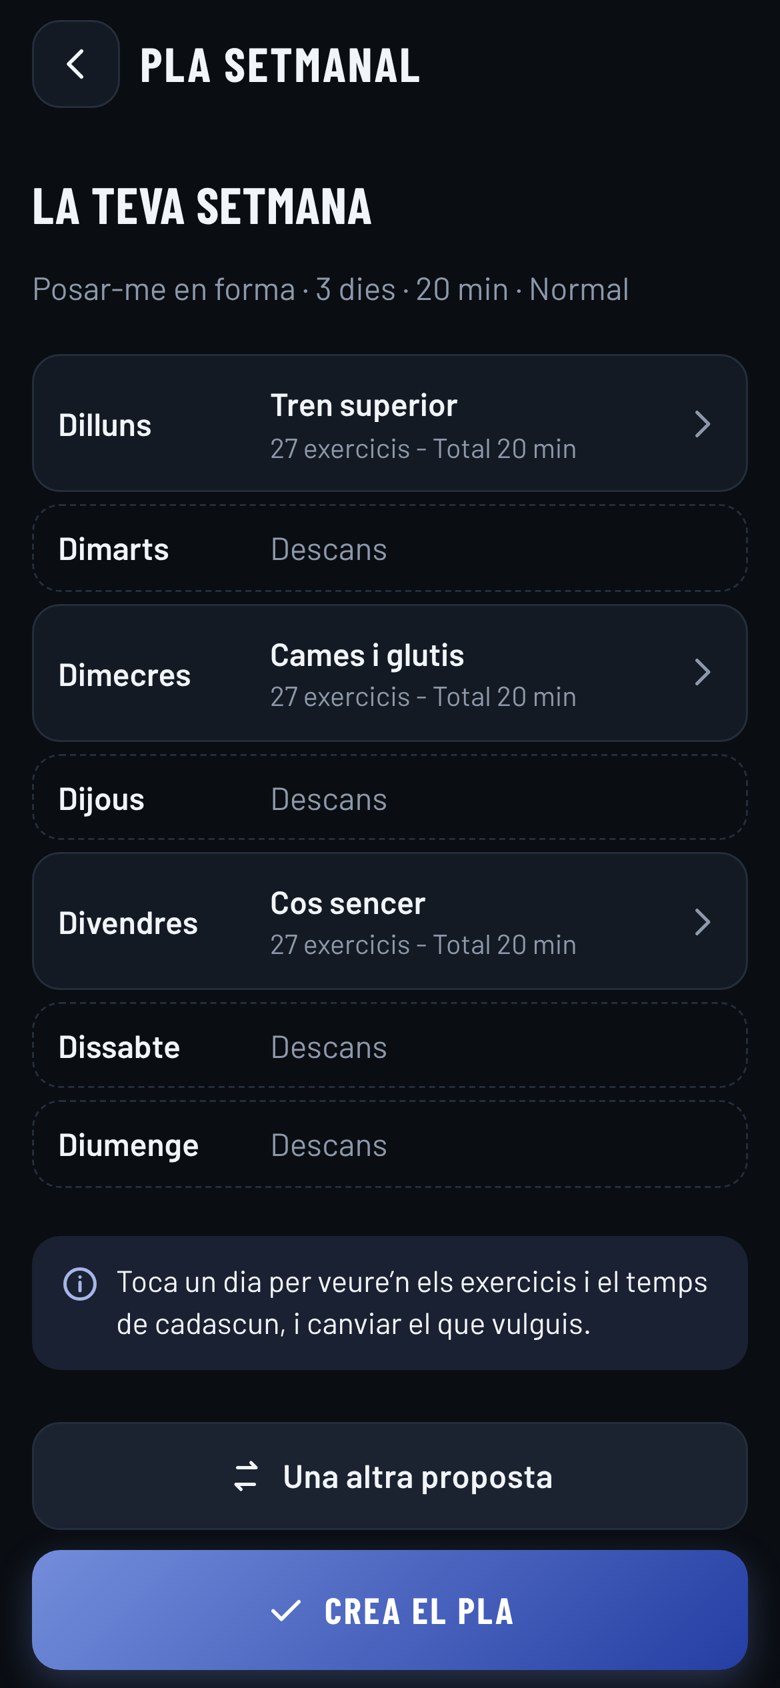 PLA SETMANAL
LA TEVA SETMANA
Posar-me en forma · 3 dies · 20 min · Normal
Dilluns
Tren superior
27 exercicis - Total 20 min
Dimarts
Descans
Dimecres
Cames i glutis
27 exercicis - Total 20 min
Dijous
Descans
Divendres
Cos sencer
27 exercicis - Total 20 min
Dissabte
Descans
Diumenge
Descans
Toca un dia per veure’n els exercicis i el temps
de cadascun, i canviar el que vulguis.
Una altra proposta
CREA EL PLA